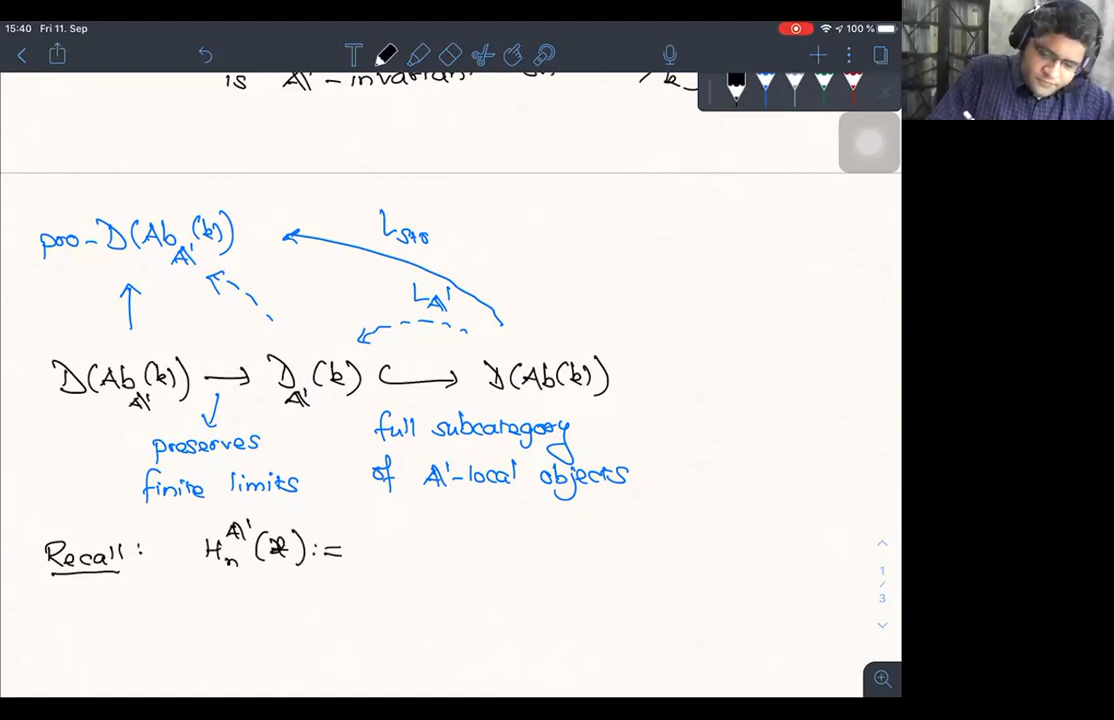 15:40 Fri 11. Sep
100 %
is A¹-invariant
pro-D(Ab_A¹(k))
L_sto
L_A¹
D(Ab_A¹(k)) → D_A¹(k) ↪ D(Ab(k))
preserves
finite limits
full subcategory
of A¹-local objects
Recall: H_n^A¹(X) :=
1
/
3